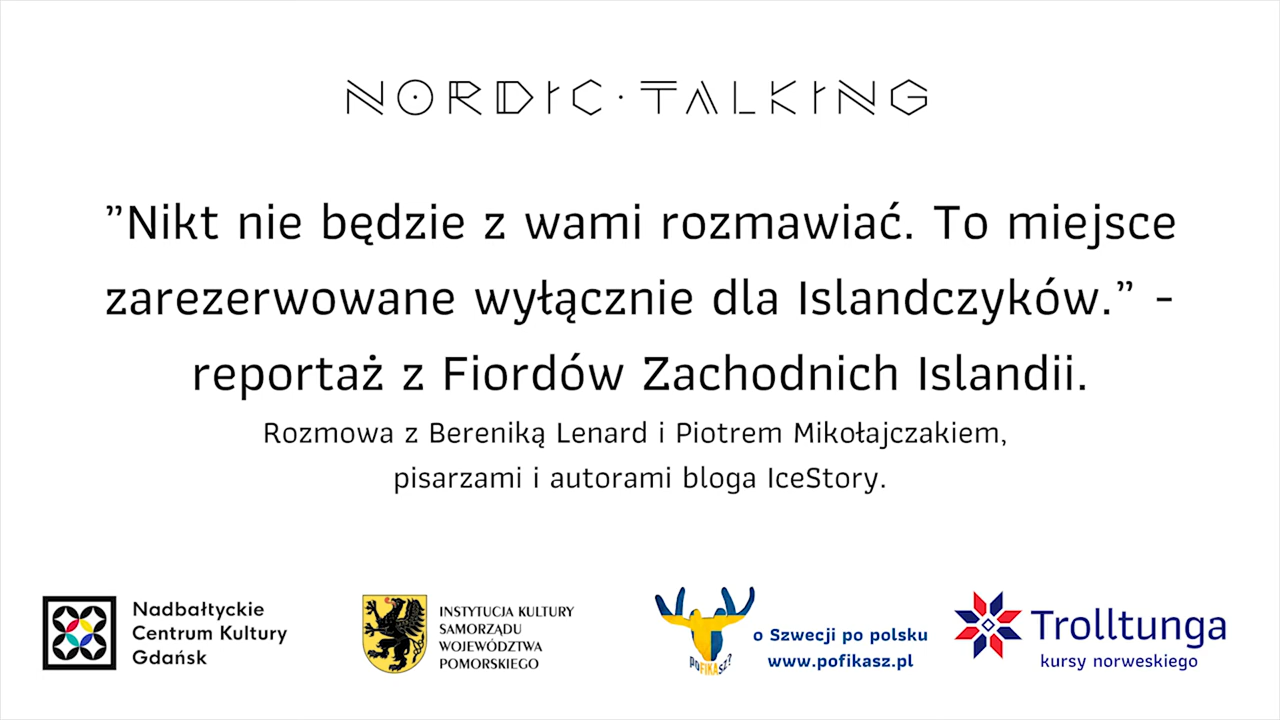 NORDIC·TALKING
”Nikt nie będzie z wami rozmawiać. To miejsce
zarezerwowane wyłącznie dla Islandczyków.” -
reportaż z Fiordów Zachodnich Islandii.
Rozmowa z Bereniką Lenard i Piotrem Mikołajczakiem,
pisarzami i autorami bloga IceStory.
Nadbałtyckie
Centrum Kultury
Gdańsk
INSTYTUCJA KULTURY
SAMORZĄDU
WOJEWÓDZTWA
POMORSKIEGO
POFIKASZ?
o Szwecji po polsku
www.pofikasz.pl
Trolltunga
kursy norweskiego